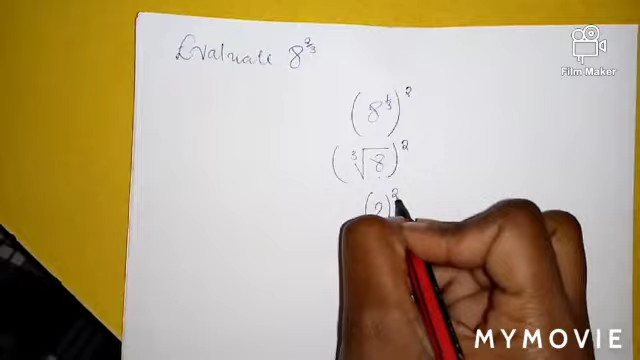 Evaluate 8^{2/3}
(8^{1/3})^2
(∛8)^2
(2)^2
Film Maker
MYMOVIE